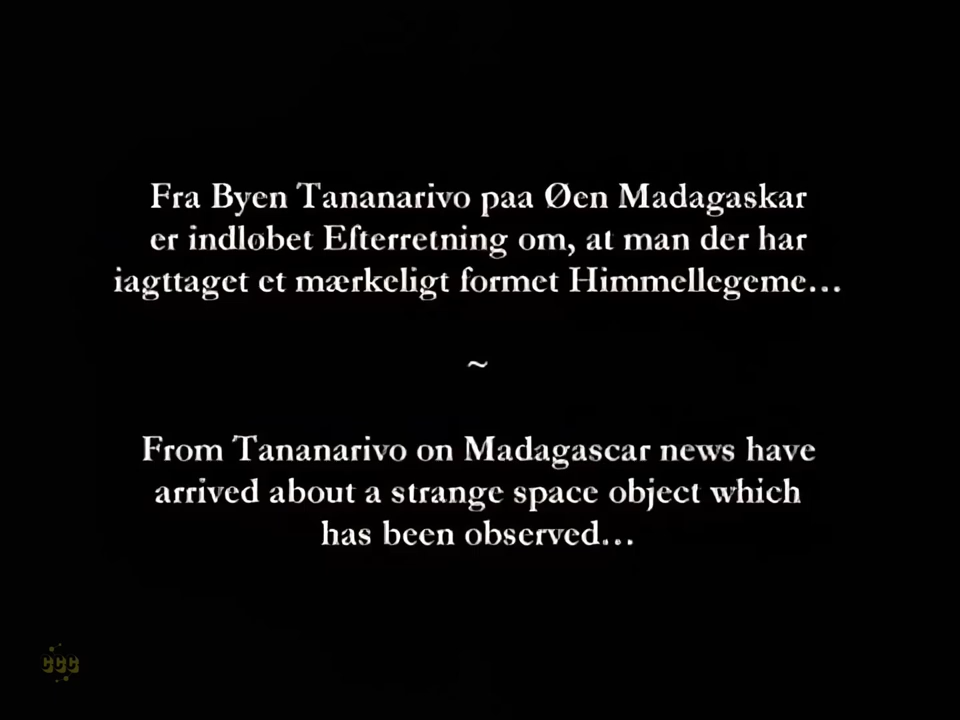 Fra Byen Tananarivo paa Øen Madagaskar
er indløbet Efterretning om, at man der har
iagttaget et mærkeligt formet Himmellegeme...
~
From Tananarivo on Madagascar news have
arrived about a strange space object which
has been observed...
CCC